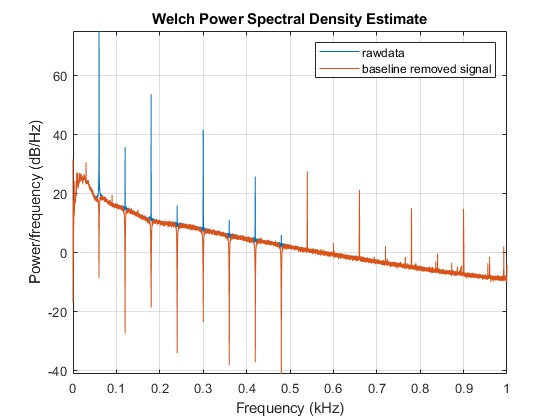 Welch Power Spectral Density Estimate
rawdata
baseline removed signal
Power/frequency (dB/Hz)
60
40
20
0
-20
-40
0 0.1 0.2 0.3 0.4 0.5 0.6 0.7 0.8 0.9 1
Frequency (kHz)